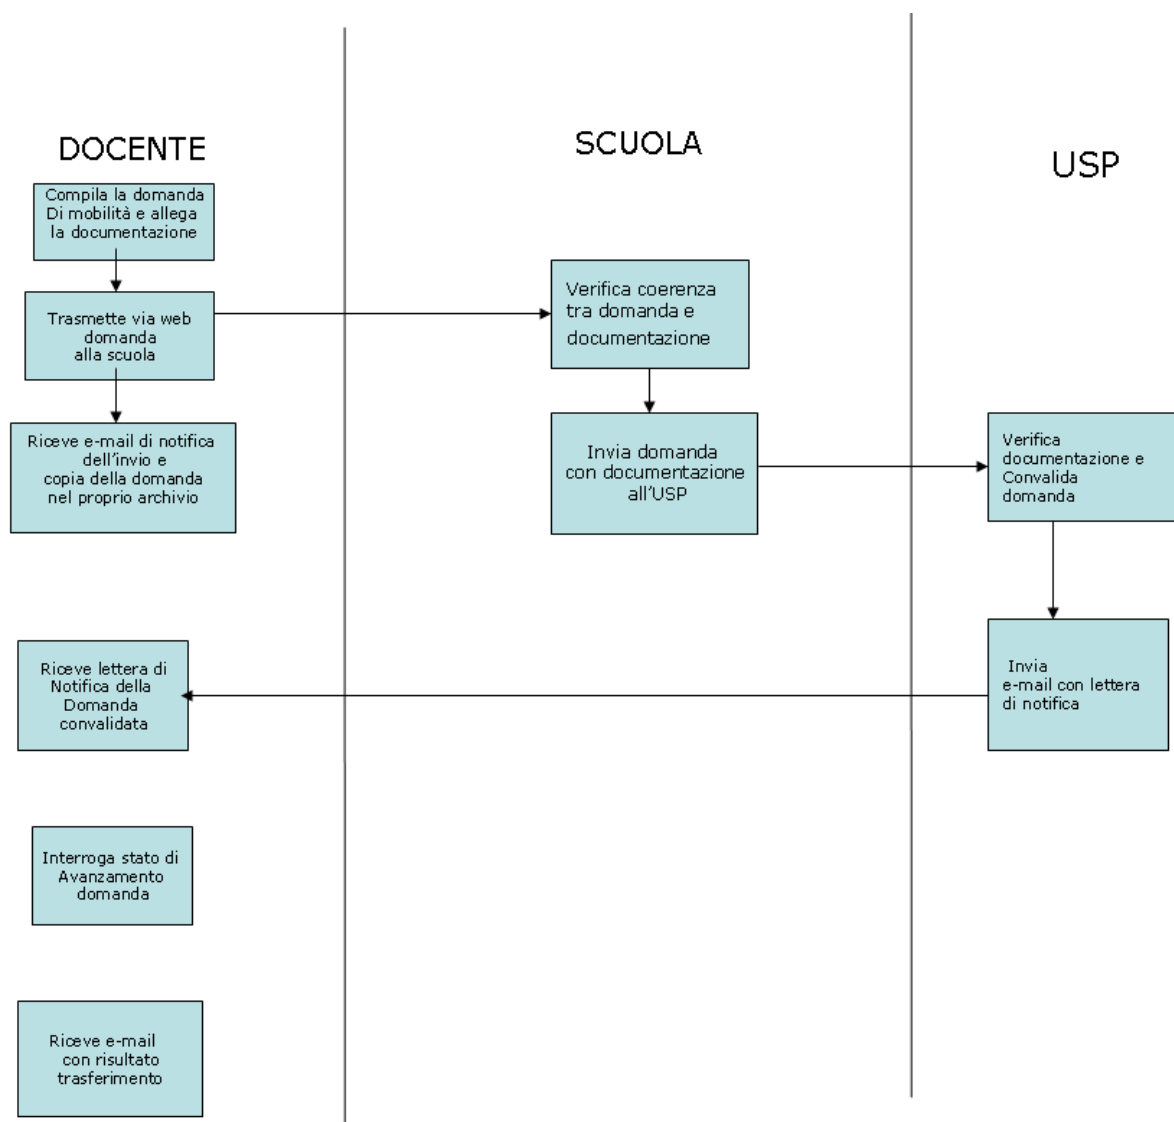 DOCENTE
SCUOLA
USP
Compila la domanda
Di mobilità e allega
la documentazione
Trasmette via web
domanda
alla scuola
Riceve e-mail di notifica
dell'invio e
copia della domanda
nel proprio archivio
Verifica coerenza
tra domanda e
documentazione
Invia domanda
con documentazione
all'USP
Verifica
documentazione e
Convalida
domanda
Invia
e-mail con lettera
di notifica
Riceve lettera di
Notifica della
Domanda
convalidata
Interroga stato di
Avanzamento
domanda
Riceve e-mail
con risultato
trasferimento